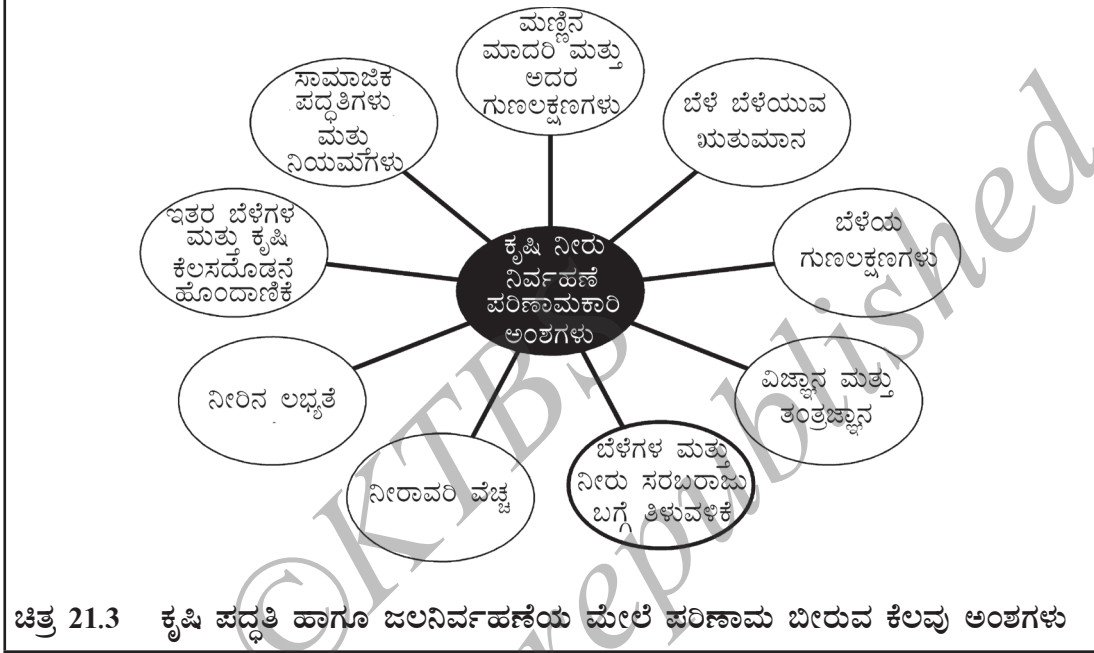 ಮಣ್ಣಿನ
ಮಾದರಿ ಮತ್ತು
ಅದರ
ಗುಣಲಕ್ಷಣಗಳು
ಸಾಮಾಜಿಕ
ಪದ್ಧತಿಗಳು
ಮತ್ತು
ನಿಯಮಗಳು
ಬೆಳೆ ಬೆಳೆಯುವ
ಋತುಮಾನ
ಇತರ ಬೆಳೆಗಳ
ಮತ್ತು ಕೃಷಿ
ಕೆಲಸದೊಡನೆ
ಹೊಂದಾಣಿಕೆ
ಕೃಷಿ ನೀರು
ನಿರ್ವಹಣೆ
ಪರಿಣಾಮಕಾರಿ
ಅಂಶಗಳು
ಬೆಳೆಯ
ಗುಣಲಕ್ಷಣಗಳು
ನೀರಿನ ಲಭ್ಯತೆ
ವಿಜ್ಞಾನ ಮತ್ತು
ತಂತ್ರಜ್ಞಾನ
ನೀರಾವರಿ ವೆಚ್ಚ
ಬೆಳೆಗಳ ಮತ್ತು
ನೀರು ಸರಬರಾಜು
ಬಗ್ಗೆ ತಿಳುವಳಿಕೆ
©KTBS
republished
ಚಿತ್ರ 21.3 ಕೃಷಿ ಪದ್ಧತಿ ಹಾಗೂ ಜಲನಿರ್ವಹಣೆಯ ಮೇಲೆ ಪರಿಣಾಮ ಬೀರುವ ಕೆಲವು ಅಂಶಗಳು